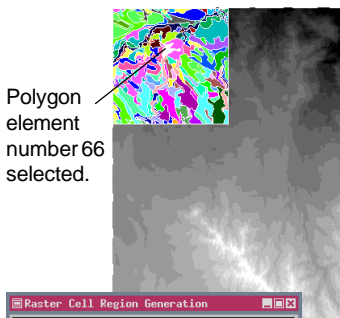 Polygon
element
number 66
selected.
Raster Cell Region Generation